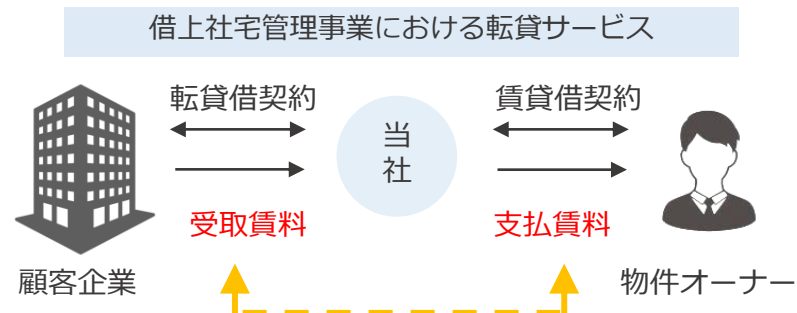 借上社宅管理事業における転貸サービス
転貸借契約
賃貸借契約
当
社
受取賃料
支払賃料
顧客企業
物件オーナー